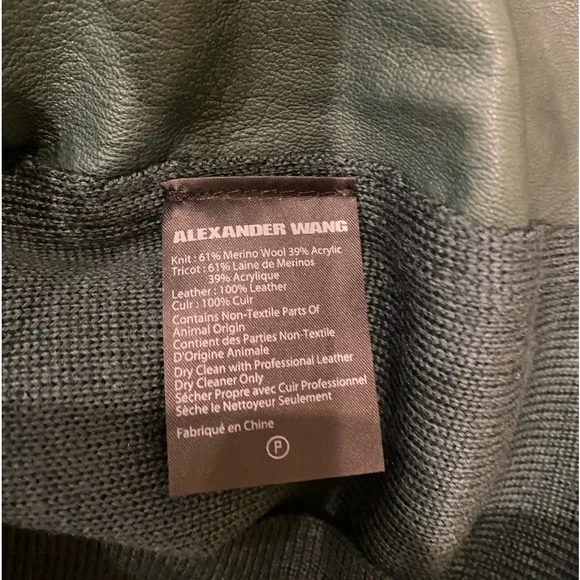 ALEXANDER WANG
Knit : 61% Merino Wool 39% Acrylic
Tricot : 61% Laine de Merinos
39% Acrylique
Leather : 100% Leather
Cuir : 100% Cuir
Contains Non-Textile Parts Of
Animal Origin
Contient des Parties Non-Textile
D'Origine Animale
Dry Clean with Professional Leather
Dry Cleaner Only
Sécher Propre avec Cuir Professionnel
Sèche le Nettoyeur Seulement
Fabriqué en Chine
P